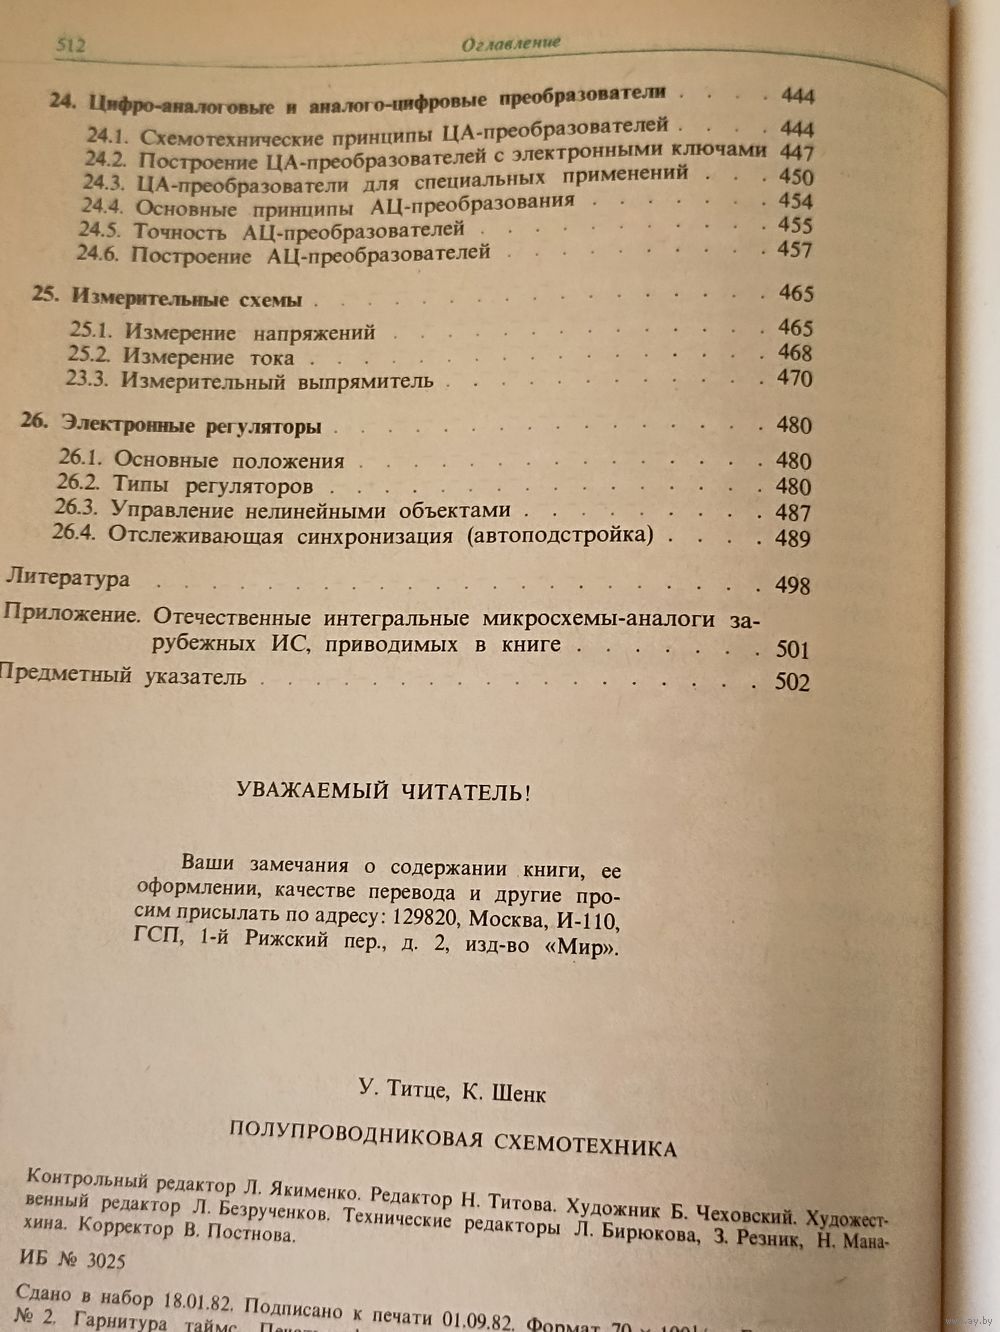 512 Оглавление
24. Цифро-аналоговые и аналого-цифровые преобразователи . . . . 444
24.1. Схемотехнические принципы ЦА-преобразователей . . . . 444
24.2. Построение ЦА-преобразователей с электронными ключами 447
24.3. ЦА-преобразователи для специальных применений . . . 450
24.4. Основные принципы АЦ-преобразования . . . . . . . 454
24.5. Точность АЦ-преобразователей . . . . . . . . . . . 455
24.6. Построение АЦ-преобразователей . . . . . . . . . . 457
25. Измерительные схемы . . . . . . . . . . . . . . . 465
25.1. Измерение напряжений . . . . . . . . . . . . . 465
25.2. Измерение тока . . . . . . . . . . . . . . . 468
23.3. Измерительный выпрямитель . . . . . . . . . . . 470
26. Электронные регуляторы . . . . . . . . . . . . . . 480
26.1. Основные положения . . . . . . . . . . . . . . 480
26.2. Типы регуляторов . . . . . . . . . . . . . . . 480
26.3. Управление нелинейными объектами . . . . . . . . . 487
26.4. Отслеживающая синхронизация (автоподстройка) . . . . 489
Литература . . . . . . . . . . . . . . . . . . 498
Приложение. Отечественные интегральные микросхемы-аналоги за-
рубежных ИС, приводимых в книге . . . . . . . 501
Предметный указатель . . . . . . . . . . . . . . . 502
УВАЖАЕМЫЙ ЧИТАТЕЛЬ!
Ваши замечания о содержании книги, ее
оформлении, качестве перевода и другие про-
сим присылать по адресу: 129820, Москва, И-110,
ГСП, 1-й Рижский пер., д. 2, изд-во «Мир».
У. Титце, К. Шенк
ПОЛУПРОВОДНИКОВАЯ СХЕМОТЕХНИКА
Контрольный редактор Л. Якименко. Редактор Н. Титова. Художник Б. Чеховский. Художест-
венный редактор Л. Безрученков. Технические редакторы Л. Бирюкова, З. Резник, Н. Мана-
хина. Корректор В. Постнова.
ИБ № 3025
Сдано в набор 18.01.82. Подписано к печати 01.09.82. Формат 70
№ 2. Гарнитура таймс.
www.ay.by